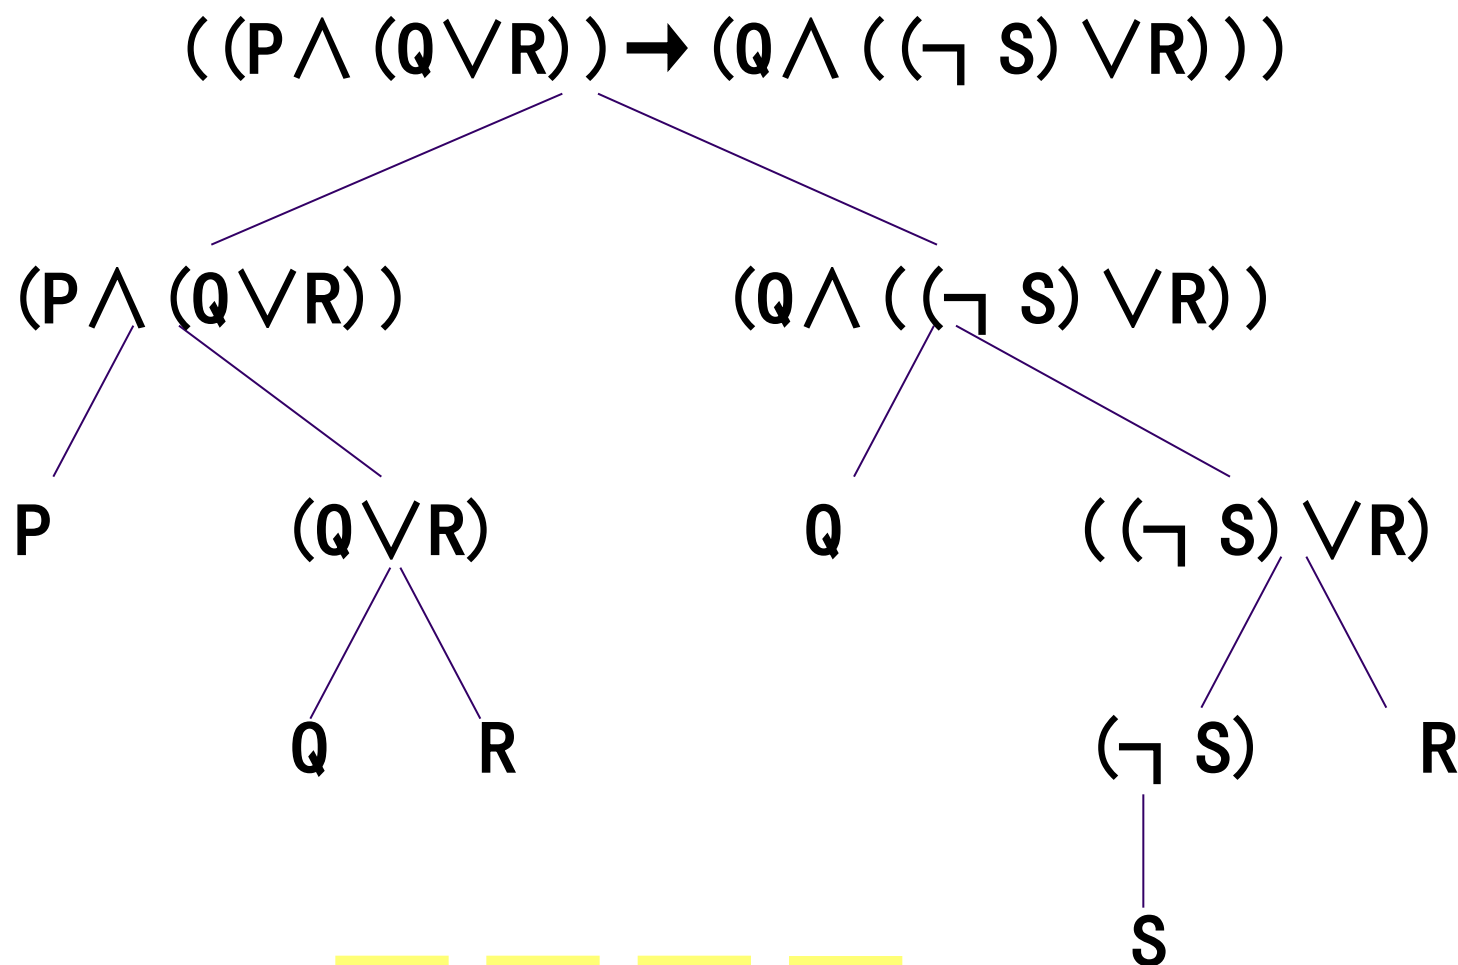 ((P∧(Q∨R))→(Q∧((¬ S)∨R)))
(P∧(Q∨R)) (Q∧((¬ S)∨R))
P (Q∨R) Q ((¬ S)∨R)
Q R (¬ S) R
S